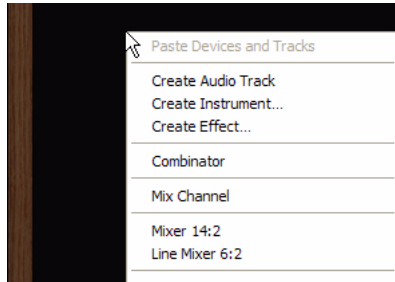 Paste Devices and Tracks
Create Audio Track
Create Instrument...
Create Effect...
Combinator
Mix Channel
Mixer 14:2
Line Mixer 6:2